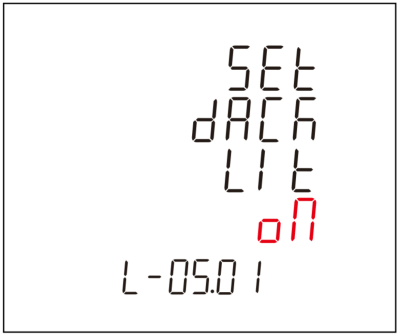 SEt
dACh
LIt
oN
L-05.01